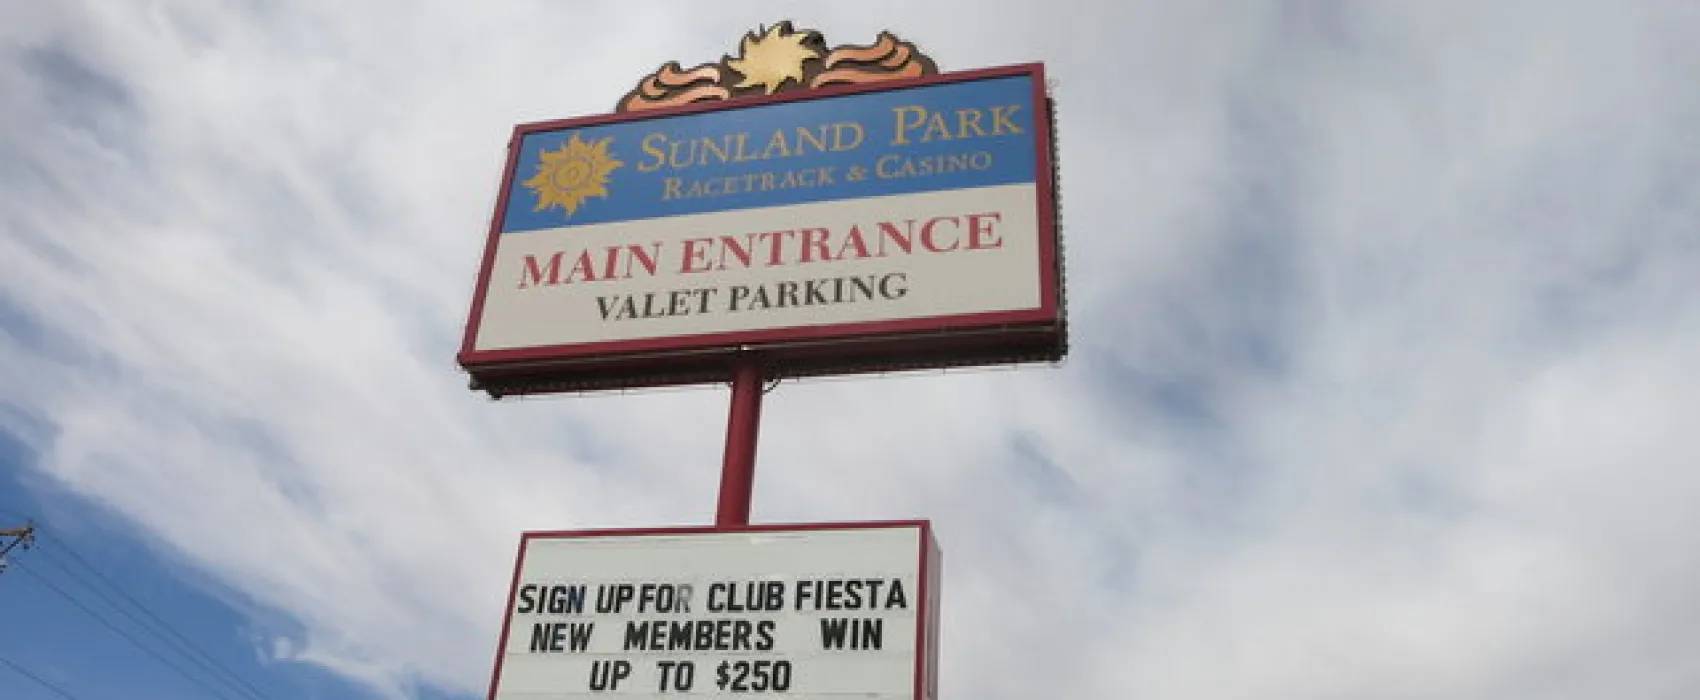 SUNLAND PARK
RACETRACK & CASINO
MAIN ENTRANCE
VALET PARKING
SIGN UP FOR CLUB FIESTA
NEW MEMBERS WIN
UP TO $250